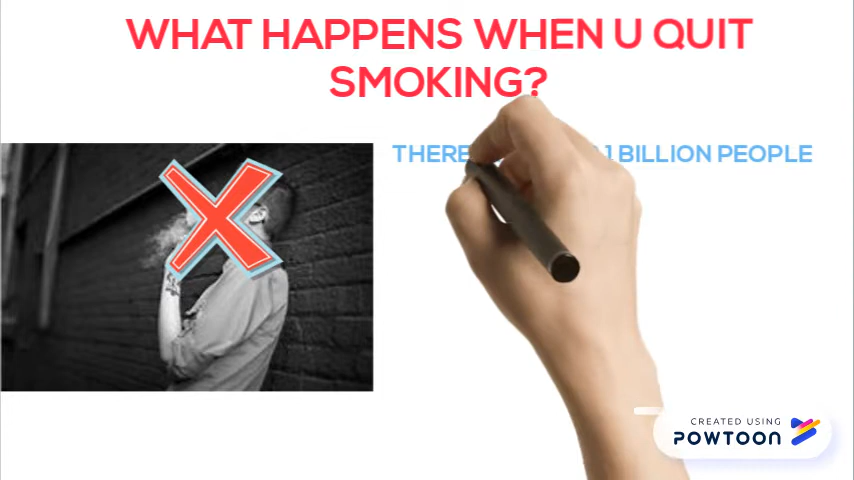 WHAT HAPPENS WHEN U QUIT
SMOKING?
THERE 1 BILLION PEOPLE
CREATED USING
POWTOON